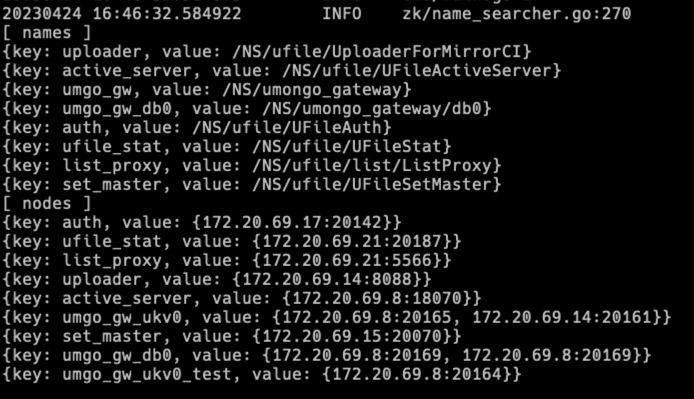 20230424 16:46:32.584922 INFO zk/name_searcher.go:270
[ names ]
{key: uploader, value: /NS/ufile/UploaderForMirrorCI}
{key: active_server, value: /NS/ufile/UFileActiveServer}
{key: umgo_gw, value: /NS/umongo_gateway}
{key: umgo_gw_db0, value: /NS/umongo_gateway/db0}
{key: auth, value: /NS/ufile/UFileAuth}
{key: ufile_stat, value: /NS/ufile/UFileStat}
{key: list_proxy, value: /NS/ufile/list/ListProxy}
{key: set_master, value: /NS/ufile/UFileSetMaster}
[ nodes ]
{key: auth, value: {172.20.69.17:20142}}
{key: ufile_stat, value: {172.20.69.21:20187}}
{key: list_proxy, value: {172.20.69.21:5566}}
{key: uploader, value: {172.20.69.14:8088}}
{key: active_server, value: {172.20.69.8:18070}}
{key: umgo_gw_ukv0, value: {172.20.69.8:20165, 172.20.69.14:20161}}
{key: set_master, value: {172.20.69.15:20070}}
{key: umgo_gw_db0, value: {172.20.69.8:20169, 172.20.69.8:20169}}
{key: umgo_gw_ukv0_test, value: {172.20.69.8:20164}}